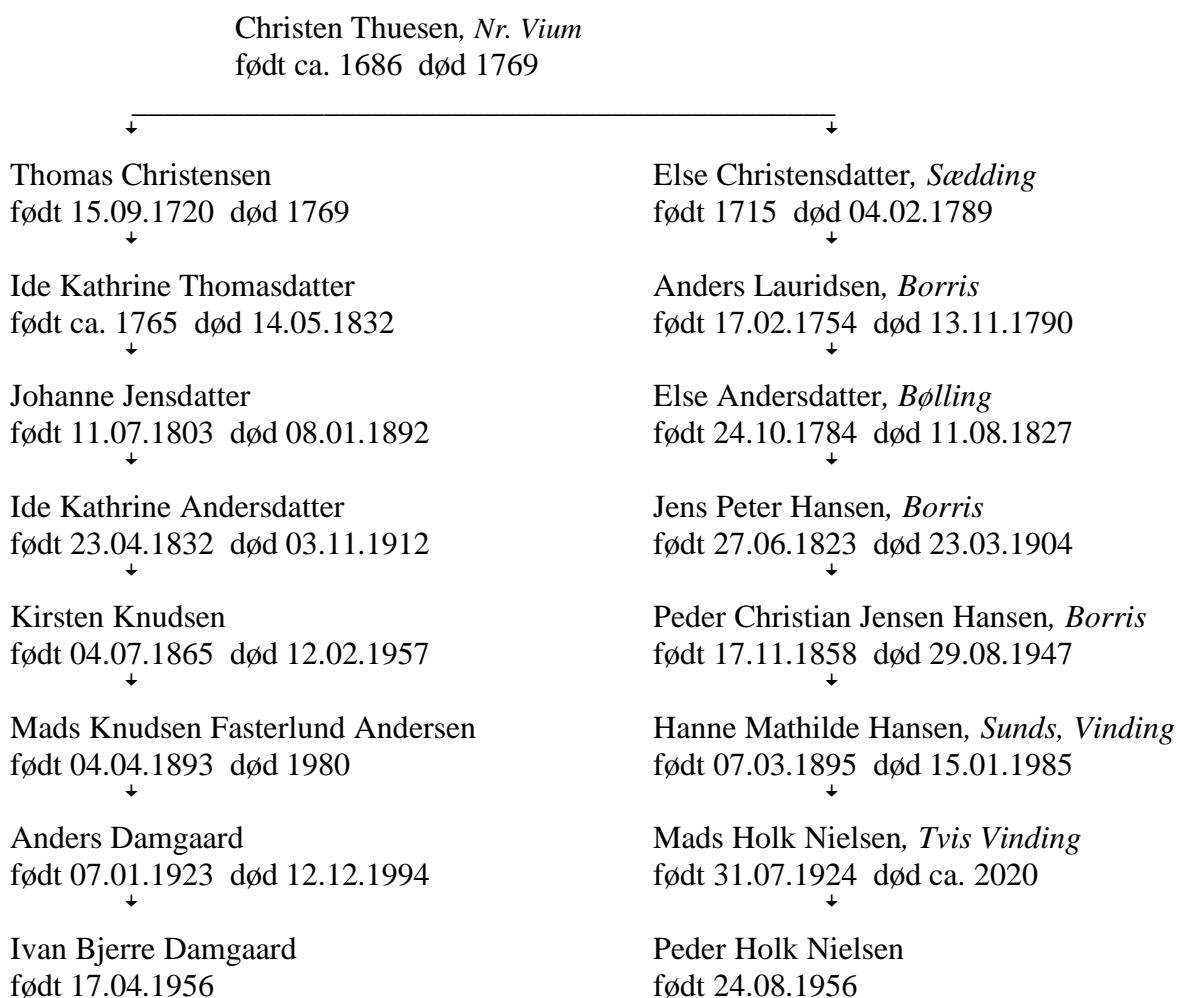 Christen Thuesen, Nr. Vium
født ca. 1686 død 1769
Thomas Christensen
født 15.09.1720 død 1769
Else Christensdatter, Sædding
født 1715 død 04.02.1789
Ide Kathrine Thomasdatter
født ca. 1765 død 14.05.1832
Anders Lauridsen, Borris
født 17.02.1754 død 13.11.1790
Johanne Jensdatter
født 11.07.1803 død 08.01.1892
Else Andersdatter, Bølling
født 24.10.1784 død 11.08.1827
Ide Kathrine Andersdatter
født 23.04.1832 død 03.11.1912
Jens Peter Hansen, Borris
født 27.06.1823 død 23.03.1904
Kirsten Knudsen
født 04.07.1865 død 12.02.1957
Peder Christian Jensen Hansen, Borris
født 17.11.1858 død 29.08.1947
Mads Knudsen Fasterlund Andersen
født 04.04.1893 død 1980
Hanne Mathilde Hansen, Sunds, Vinding
født 07.03.1895 død 15.01.1985
Anders Damgaard
født 07.01.1923 død 12.12.1994
Mads Holk Nielsen, Tvis Vinding
født 31.07.1924 død ca. 2020
Ivan Bjerre Damgaard
født 17.04.1956
Peder Holk Nielsen
født 24.08.1956